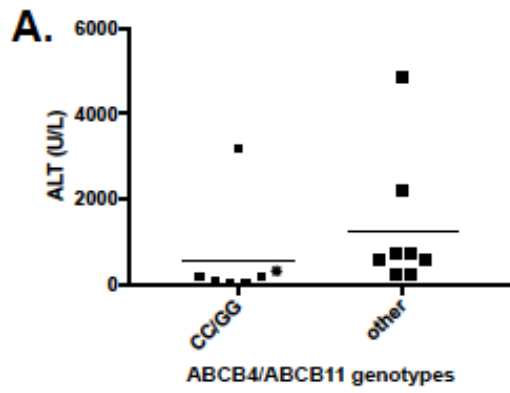 A.
6000
4000
2000
0
ALT (U/L)
CC/GG
other
ABCB4/ABCB11 genotypes